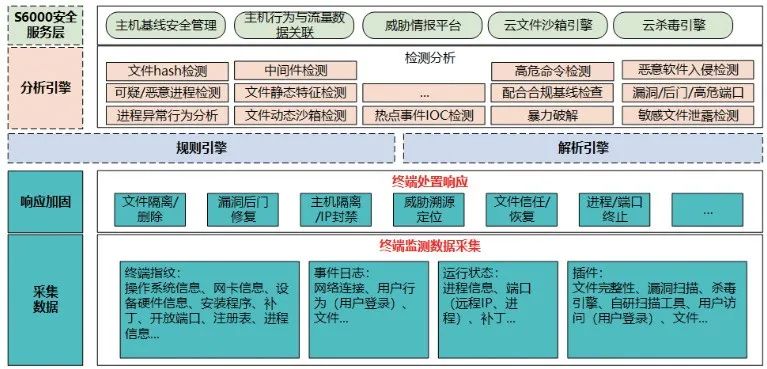 S6000安全
服务层
主机基线安全管理
主机行为与流量数
据关联
威胁情报平台
云文件沙箱引擎
云杀毒引擎
分析引擎
检测分析
文件hash检测
中间件检测
高危命令检测
恶意软件入侵检测
可疑/恶意进程检测
文件静态特征检测
...
配合合规基线检查
漏洞/后门/高危端口
进程异常行为分析
文件动态沙箱检测
热点事件IOC检测
暴力破解
敏感文件泄露检测
规则引擎
解析引擎
响应加固
终端处置响应
文件隔离/
删除
漏洞后门
修复
主机隔离
/IP封禁
威胁溯源
定位
文件信任/
恢复
进程/端口
终止
...
采集
数据
终端监测数据采集
终端指纹：
操作系统信息、网卡信息、设
备硬件信息、安装程序、补
丁、开放端口、注册表、进程
信息...
事件日志：
网络连接、用户行
为（用户登录）、
文件...
运行状态：
进程信息、端口
（远程IP、进
程）、补丁...
插件：
文件完整性、漏洞扫描、杀毒
引擎、自研扫描工具、用户访
问（用户登录）、文件...